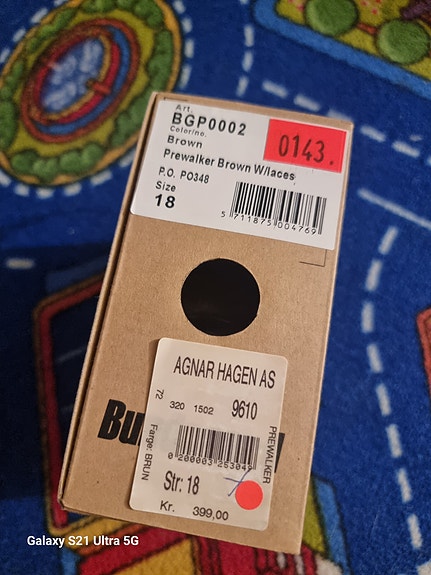 Art.
BGP0002
Color/no.
Brown
Prewalker Brown W/laces
P.O. PO348
Size
18
0143.
5 711875 004769
AGNAR HAGEN AS
72 320 1502 9610
PREWALKER
Farge: BRUN
Str: 18
Kr. 399,00
Bu
Galaxy S21 Ultra 5G